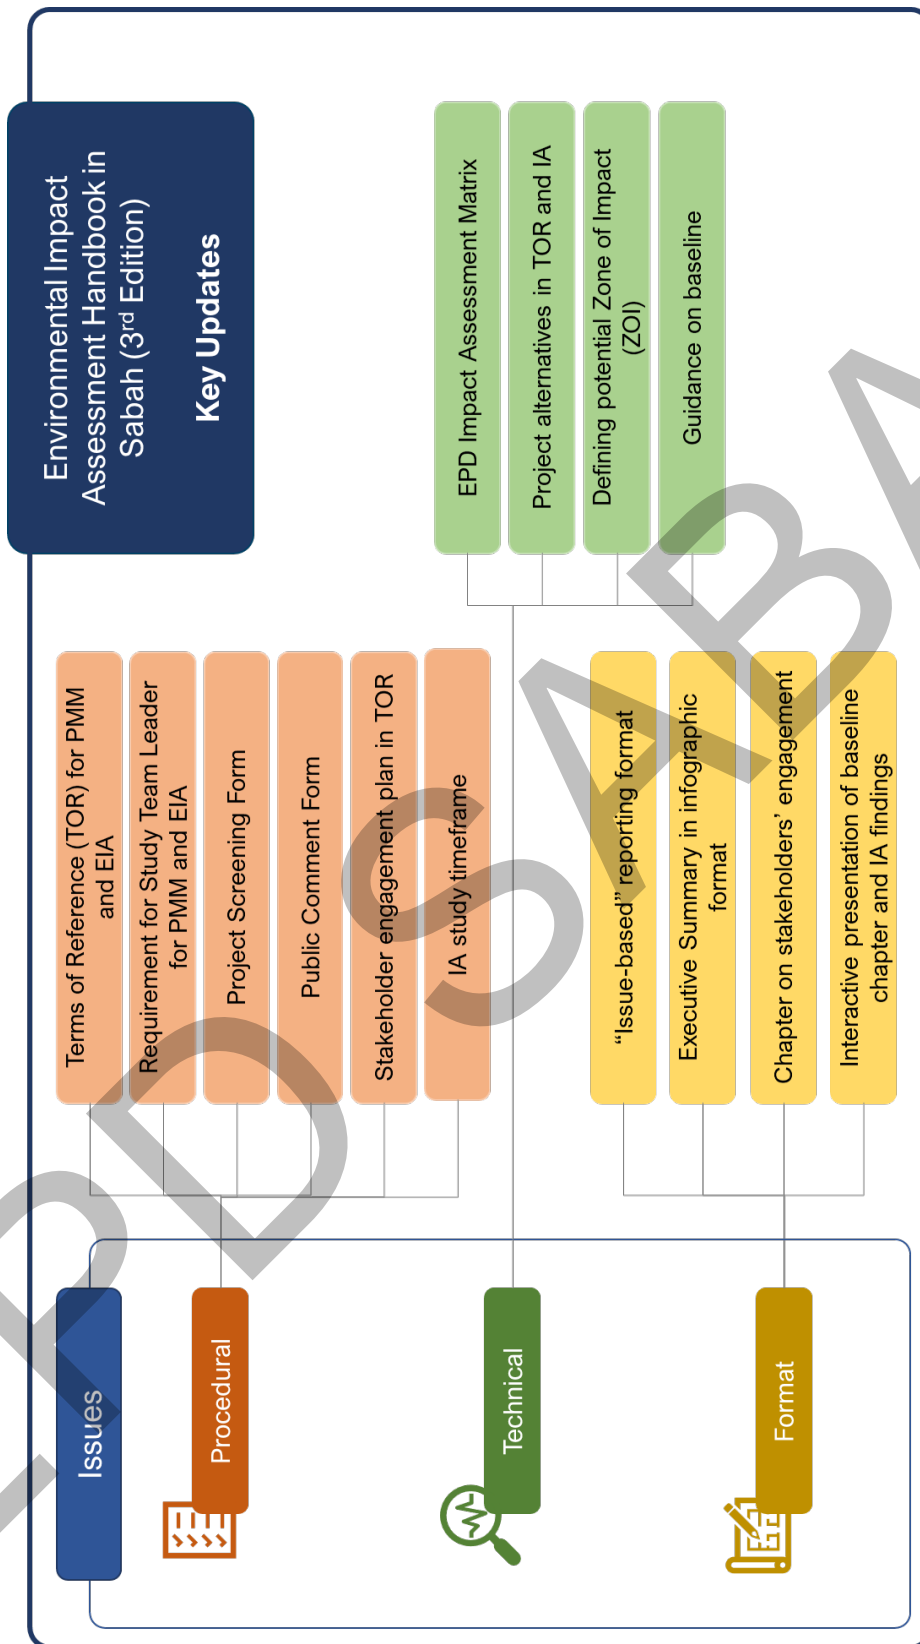 Environmental Impact
Assessment Handbook in
Sabah (3rd Edition)
Key Updates
Issues
Procedural
Terms of Reference (TOR) for PMM
and EIA
Requirement for Study Team Leader
for PMM and EIA
Project Screening Form
Public Comment Form
Stakeholder engagement plan in TOR
IA study timeframe
Technical
EPD Impact Assessment Matrix
Project alternatives in TOR and IA
Defining potential Zone of Impact
(ZOI)
Guidance on baseline
Format
“Issue-based” reporting format
Executive Summary in infographic
format
Chapter on stakeholders’ engagement
Interactive presentation of baseline
chapter and IA findings
EPD SABA